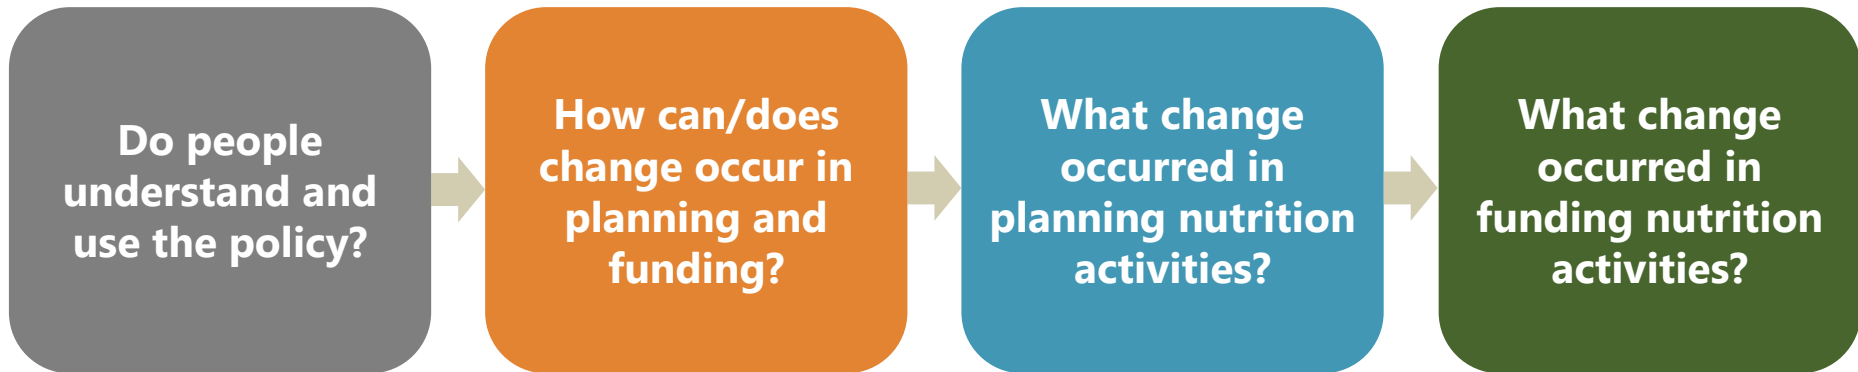 Do people
understand and
use the policy?
How can/does
change occur in
planning and
funding?
What change
occurred in
planning nutrition
activities?
What change
occurred in
funding nutrition
activities?